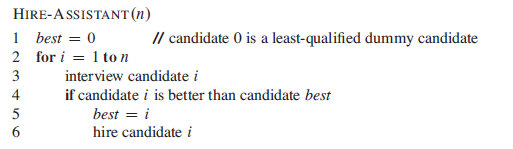 HIRE-ASSISTANT(n)
1 best = 0 // candidate 0 is a least-qualified dummy candidate
2 for i = 1 to n
3 interview candidate i
4 if candidate i is better than candidate best
5 best = i
6 hire candidate i